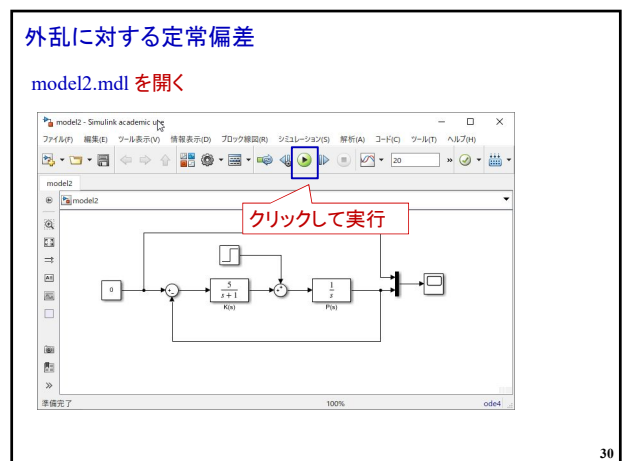 外乱に対する定常偏差
model2.mdl を開く
model2 - Simulink academic use
ファイル(F) 編集(E) ツール表示(V) 情報表示(D) ブロック線図(R) シミュレーション(S) 解析(A) コード(C) ツール(T) ヘルプ(H)
20
model2
model2
クリックして実行
0
5
s + 1
K(s)
1
s
P(s)
準備完了
100%
ode4
30